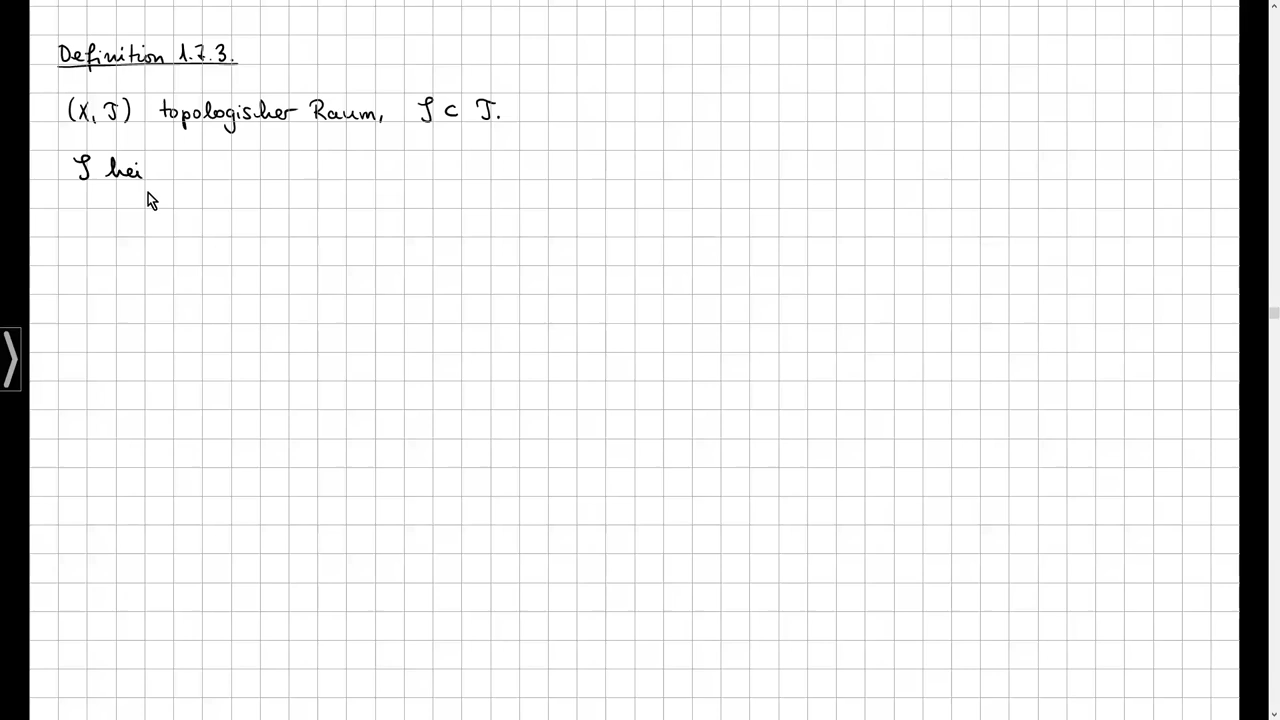 Definition 1.7.3.
(X, T) topologischer Raum, S ⊂ T.
S hei